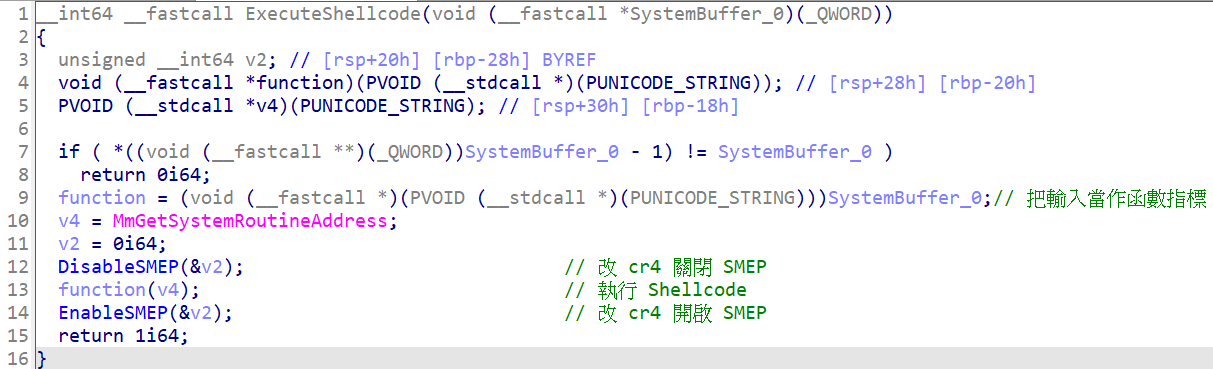 1 __int64 __fastcall ExecuteShellcode(void (__fastcall *SystemBuffer_0)(_QWORD))
2 {
3   unsigned __int64 v2; // [rsp+20h] [rbp-28h] BYREF
4   void (__fastcall *function)(PVOID (__stdcall *)(PUNICODE_STRING)); // [rsp+28h] [rbp-20h]
5   PVOID (__stdcall *v4)(PUNICODE_STRING); // [rsp+30h] [rbp-18h]
6
7   if ( *((void (__fastcall **)(_QWORD))SystemBuffer_0 - 1) != SystemBuffer_0 )
8     return 0i64;
9   function = (void (__fastcall *)(PVOID (__stdcall *)(PUNICODE_STRING)))SystemBuffer_0;// 把輸入當作函數指標
10   v4 = MmGetSystemRoutineAddress;
11   v2 = 0i64;
12   DisableSMEP(&v2);                 // 改 cr4 關閉 SMEP
13   function(v4);                     // 執行 Shellcode
14   EnableSMEP(&v2);                  // 改 cr4 開啟 SMEP
15   return 1i64;
16 }